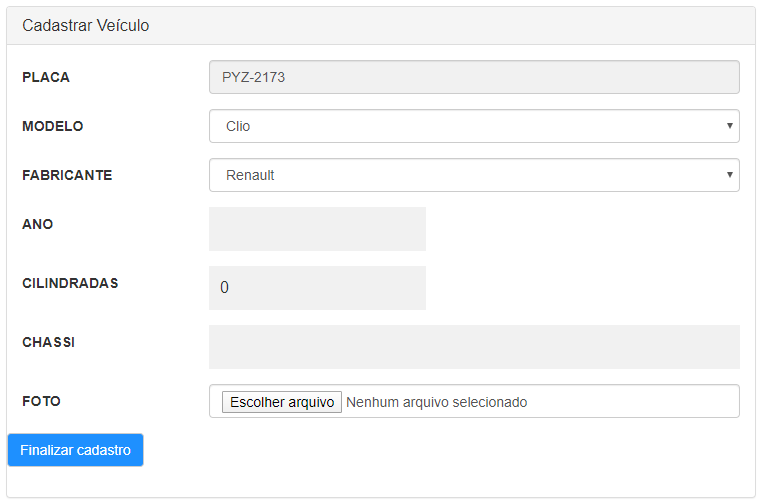 Cadastrar Veículo
PLACA PYZ-2173
MODELO Clio
FABRICANTE Renault
ANO
CILINDRADAS 0
CHASSI
FOTO Escolher arquivo Nenhum arquivo selecionado
Finalizar cadastro